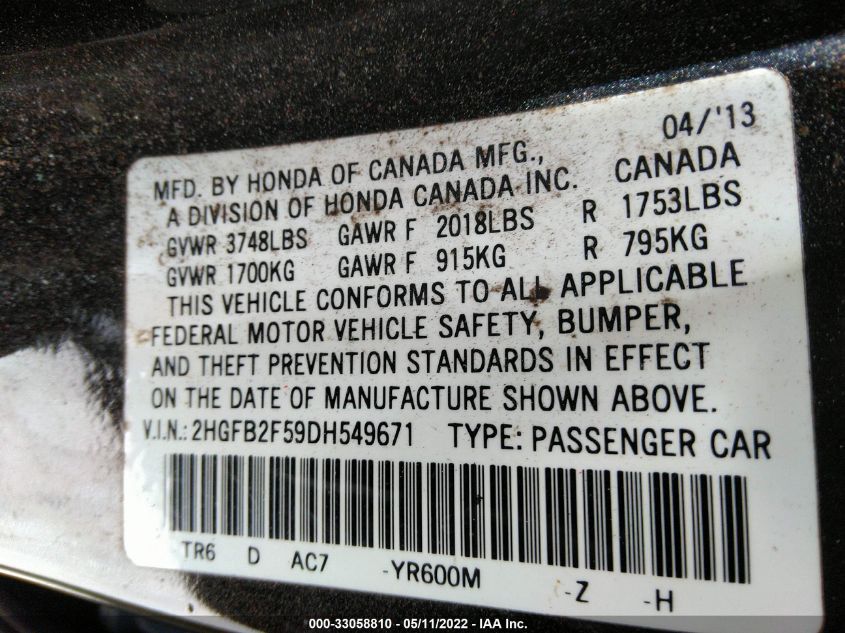 04/'13
MFD. BY HONDA OF CANADA MFG., CANADA
A DIVISION OF HONDA CANADA INC.
GVWR 3748LBS GAWR F 2018LBS R 1753LBS
GVWR 1700KG GAWR F 915KG R 795KG
THIS VEHICLE CONFORMS TO ALL APPLICABLE
FEDERAL MOTOR VEHICLE SAFETY, BUMPER,
AND THEFT PREVENTION STANDARDS IN EFFECT
ON THE DATE OF MANUFACTURE SHOWN ABOVE.
V.I.N.: 2HGFB2F59DH549671 TYPE: PASSENGER CAR
TR6 D AC7 -YR600M -Z -H
000-33058810 - 05/11/2022 - IAA Inc.